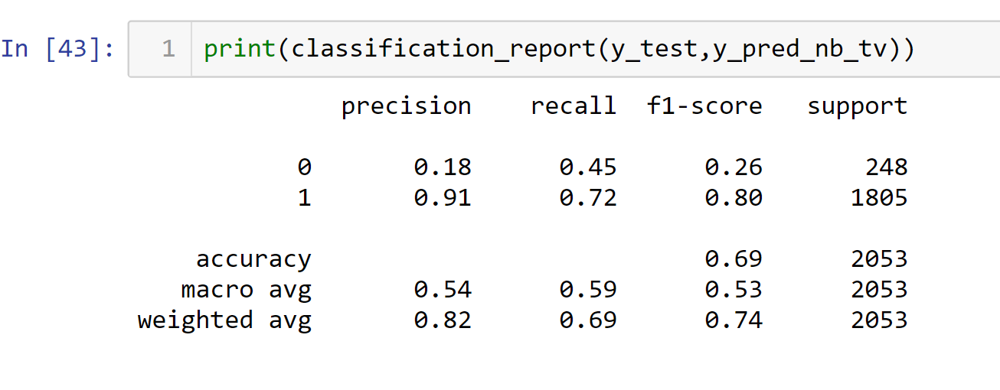 In [43]: 1 print(classification_report(y_test,y_pred_nb_tv))
precision recall f1-score support
0 0.18 0.45 0.26 248
1 0.91 0.72 0.80 1805
accuracy 0.69 2053
macro avg 0.54 0.59 0.53 2053
weighted avg 0.82 0.69 0.74 2053